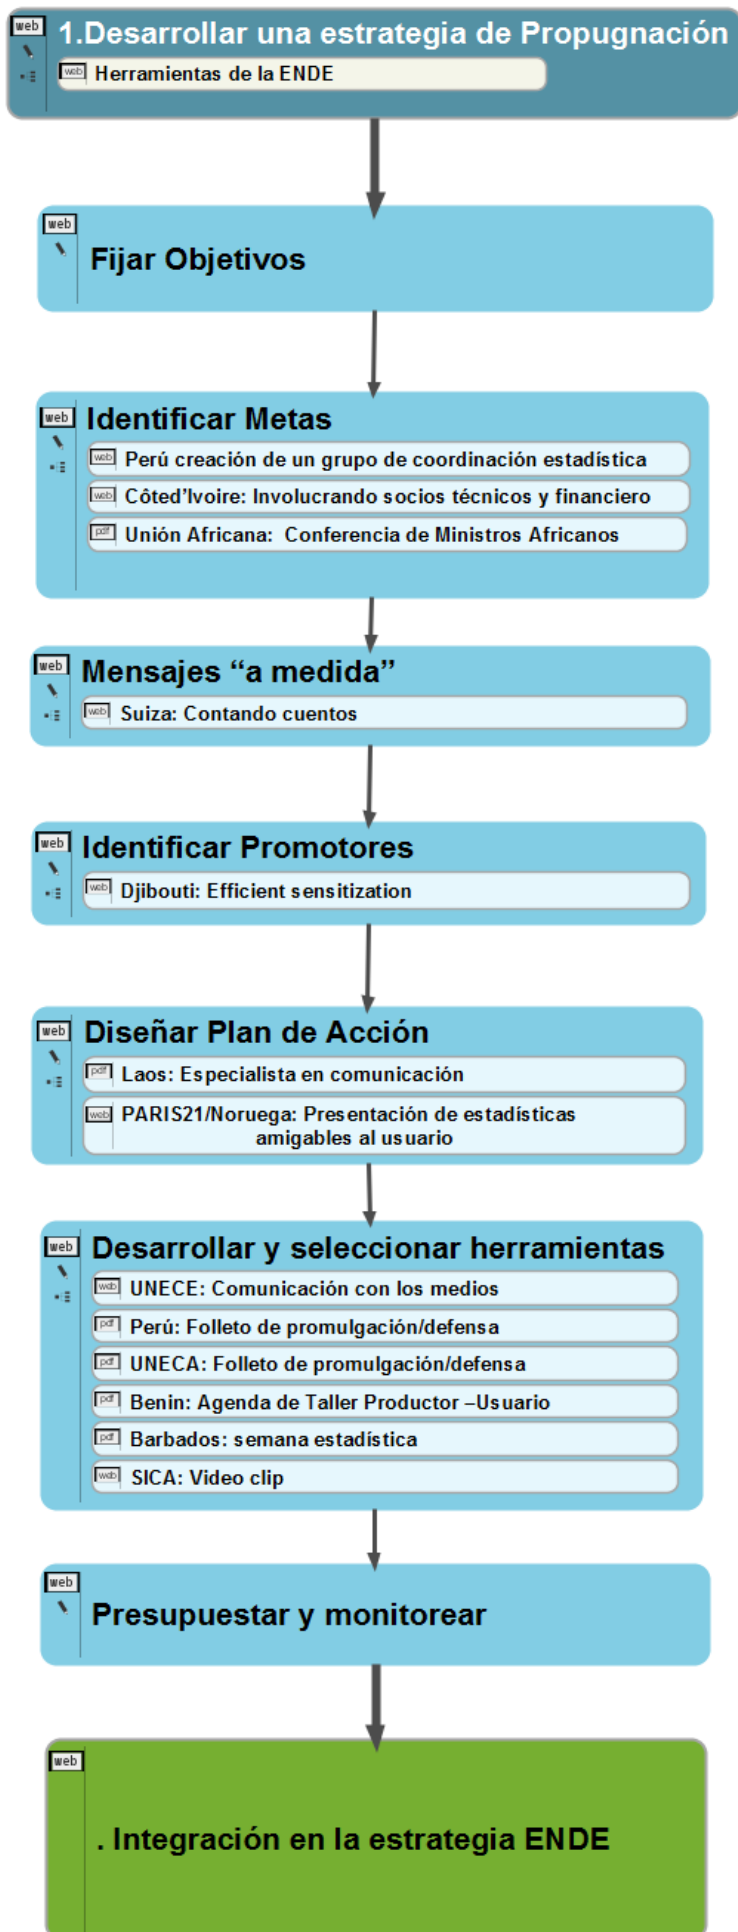 web
1.Desarrollar una estrategia de Propugnación
web Herramientas de la ENDE
web
Fijar Objetivos
web
Identificar Metas
web Perú creación de un grupo de coordinación estadística
web Côted’Ivoire: Involucrando socios técnicos y financiero
pdf Unión Africana: Conferencia de Ministros Africanos
web
Mensajes “a medida”
web Suiza: Contando cuentos
web
Identificar Promotores
web Djibouti: Efficient sensitization
web
Diseñar Plan de Acción
pdf Laos: Especialista en comunicación
web PARIS21/Noruega: Presentación de estadísticas
amigables al usuario
web
Desarrollar y seleccionar herramientas
web UNECE: Comunicación con los medios
pdf Perú: Folleto de promulgación/defensa
pdf UNECA: Folleto de promulgación/defensa
pdf Benin: Agenda de Taller Productor –Usuario
pdf Barbados: semana estadística
web SICA: Video clip
web
Presupuestar y monitorear
web
. Integración en la estrategia ENDE